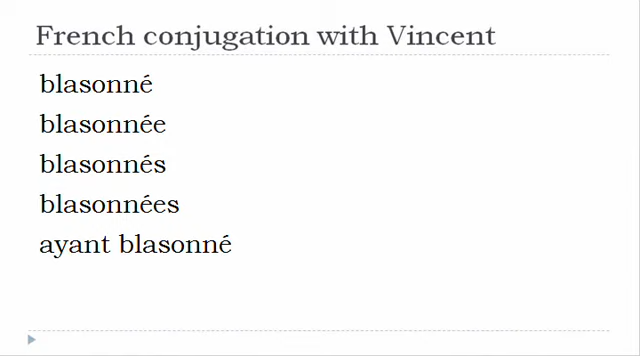 French conjugation with Vincent
blasonné
blasonnée
blasonnés
blasonnées
ayant blasonné